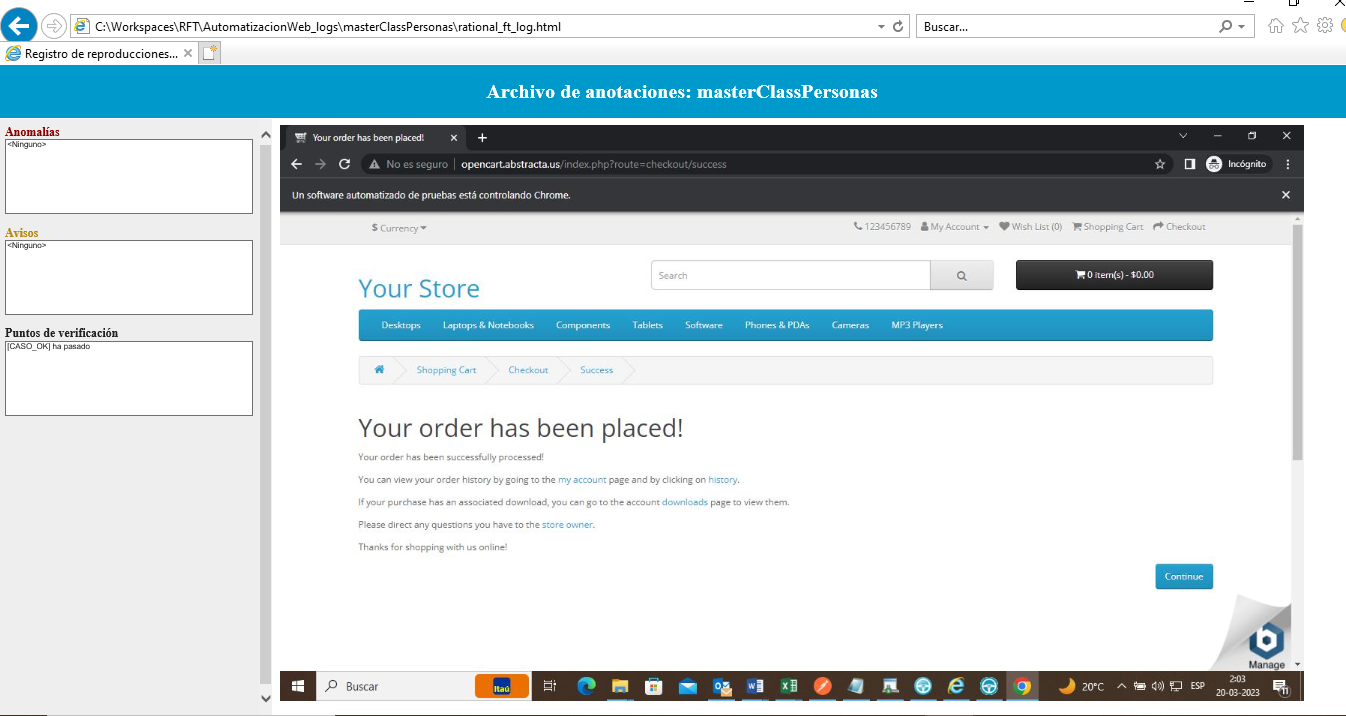 C:\Workspaces\RFT\AutomatizacionWeb_logs\masterClassPersonas\rational_ft_log.html
Buscar...
Registro de reproducciones...
Archivo de anotaciones: masterClassPersonas
Anomalías
<Ninguno>
Avisos
<Ninguno>
Puntos de verificación
[CASO_OK] ha pasado
Your order has been placed!
No es seguro | opencart.abstracta.us/index.php?route=checkout/success
Incógnito
Un software automatizado de pruebas está controlando Chrome.
$ Currency
123456789 My Account Wish List (0) Shopping Cart Checkout
Your Store
Search
0 item(s) - $0.00
Desktops Laptops & Notebooks Components Tablets Software Phones & PDAs Cameras MP3 Players
Shopping Cart Checkout Success
Your order has been placed!
Your order has been successfully processed!
You can view your order history by going to the my account page and by clicking on history.
If your purchase has an associated download, you can go to the account downloads page to view them.
Please direct any questions you have to the store owner.
Thanks for shopping with us online!
Continue
Manage
Buscar
Itaú
20°C
ESP
2:03
20-03-2023
11